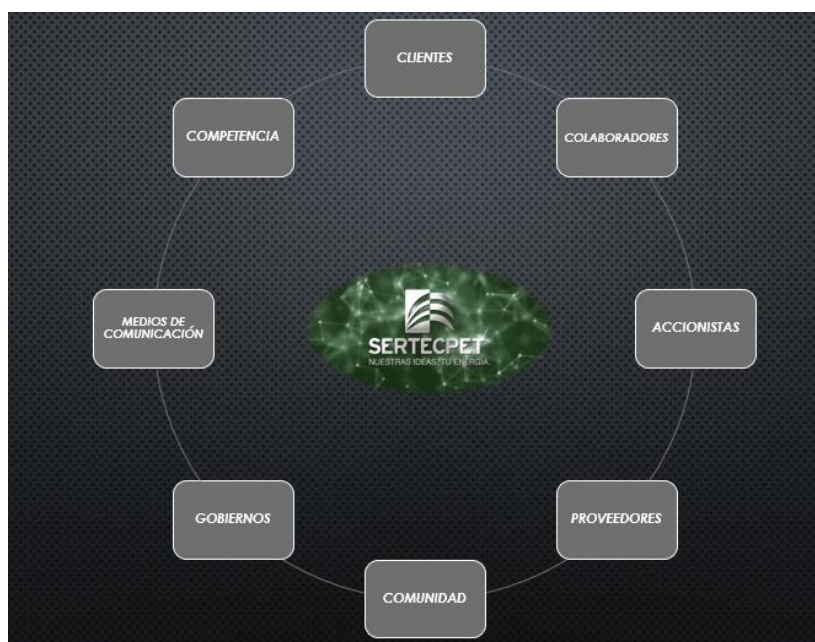 CLIENTES
COLABORADORES
ACCIONISTAS
PROVEEDORES
COMUNIDAD
GOBIERNOS
MEDIOS DE
COMUNICACIÓN
COMPETENCIA
SERTECPET
NUESTRAS IDEAS, TU ENERGÍA.